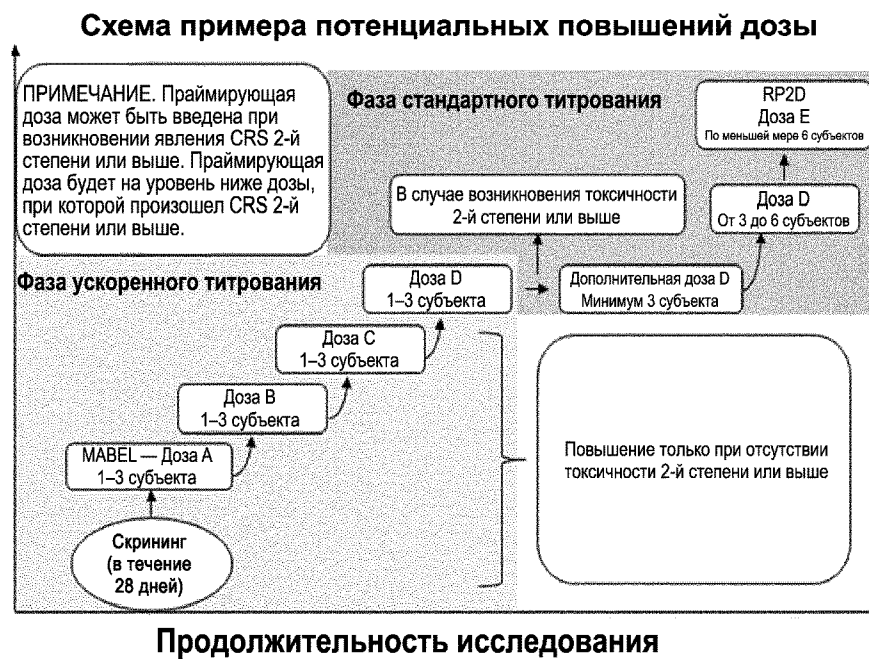 Схема примера потенциальных повышений дозы
ПРИМЕЧАНИЕ. Праймирующая
доза может быть введена при
возникновении явления CRS 2-й
степени или выше. Праймирующая
доза будет на уровень ниже дозы,
при которой произошел CRS 2-й
степени или выше.
Фаза стандартного титрования
RP2D
Доза E
По меньшей мере 6 субъектов
В случае возникновения токсичности
2-й степени или выше
Доза D
От 3 до 6 субъектов
Фаза ускоренного титрования
Доза D
1–3 субъекта
Дополнительная доза D
Минимум 3 субъекта
Доза C
1–3 субъекта
Доза B
1–3 субъекта
MABEL — Доза A
1–3 субъекта
Повышение только при отсутствии
токсичности 2-й степени или выше
Скрининг
(в течение
28 дней)
Продолжительность исследования